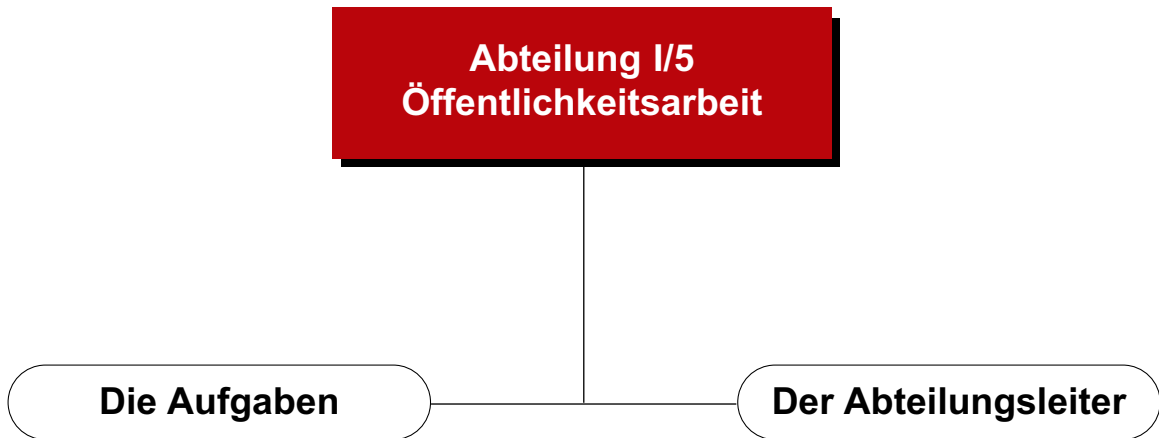 Abteilung I/5
Öffentlichkeitsarbeit
Die Aufgaben
Der Abteilungsleiter